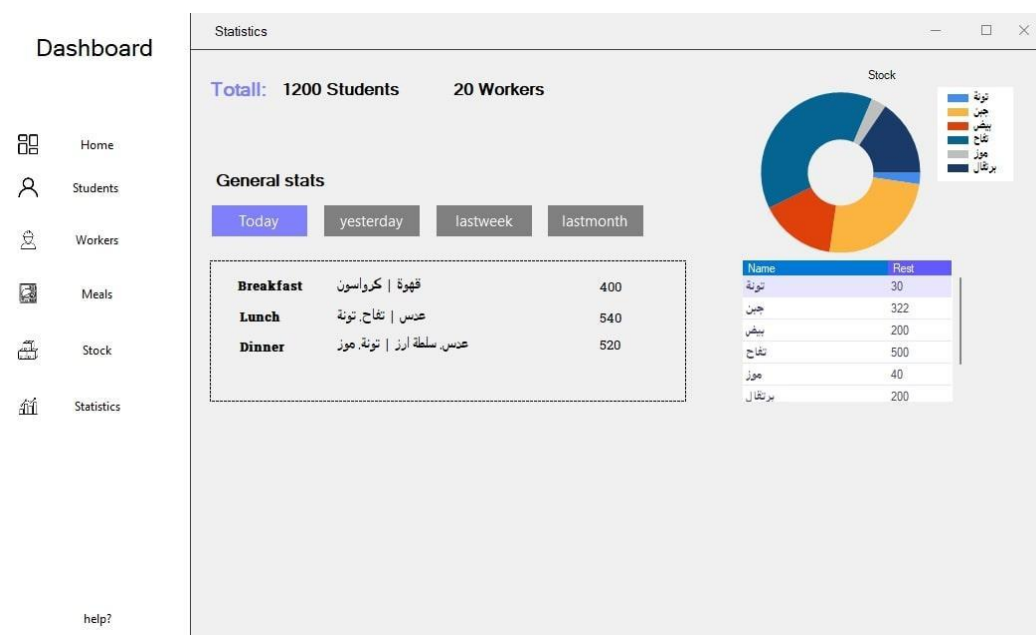 Dashboard
Home
Students
Workers
Meals
Stock
Statistics
help?
Statistics
Totall: 1200 Students 20 Workers
General stats
Today yesterday lastweek lastmonth
Breakfast قهوة | كرواسون 400
Lunch عدس | تفاح, تونة 540
Dinner عدس, سلطة ارز | تونة, موز 520
Stock
تونة
جبن
بيض
تفاح
موز
برتقال
Name Rest
تونة 30
جبن 322
بيض 200
تفاح 500
موز 40
برتقال 200